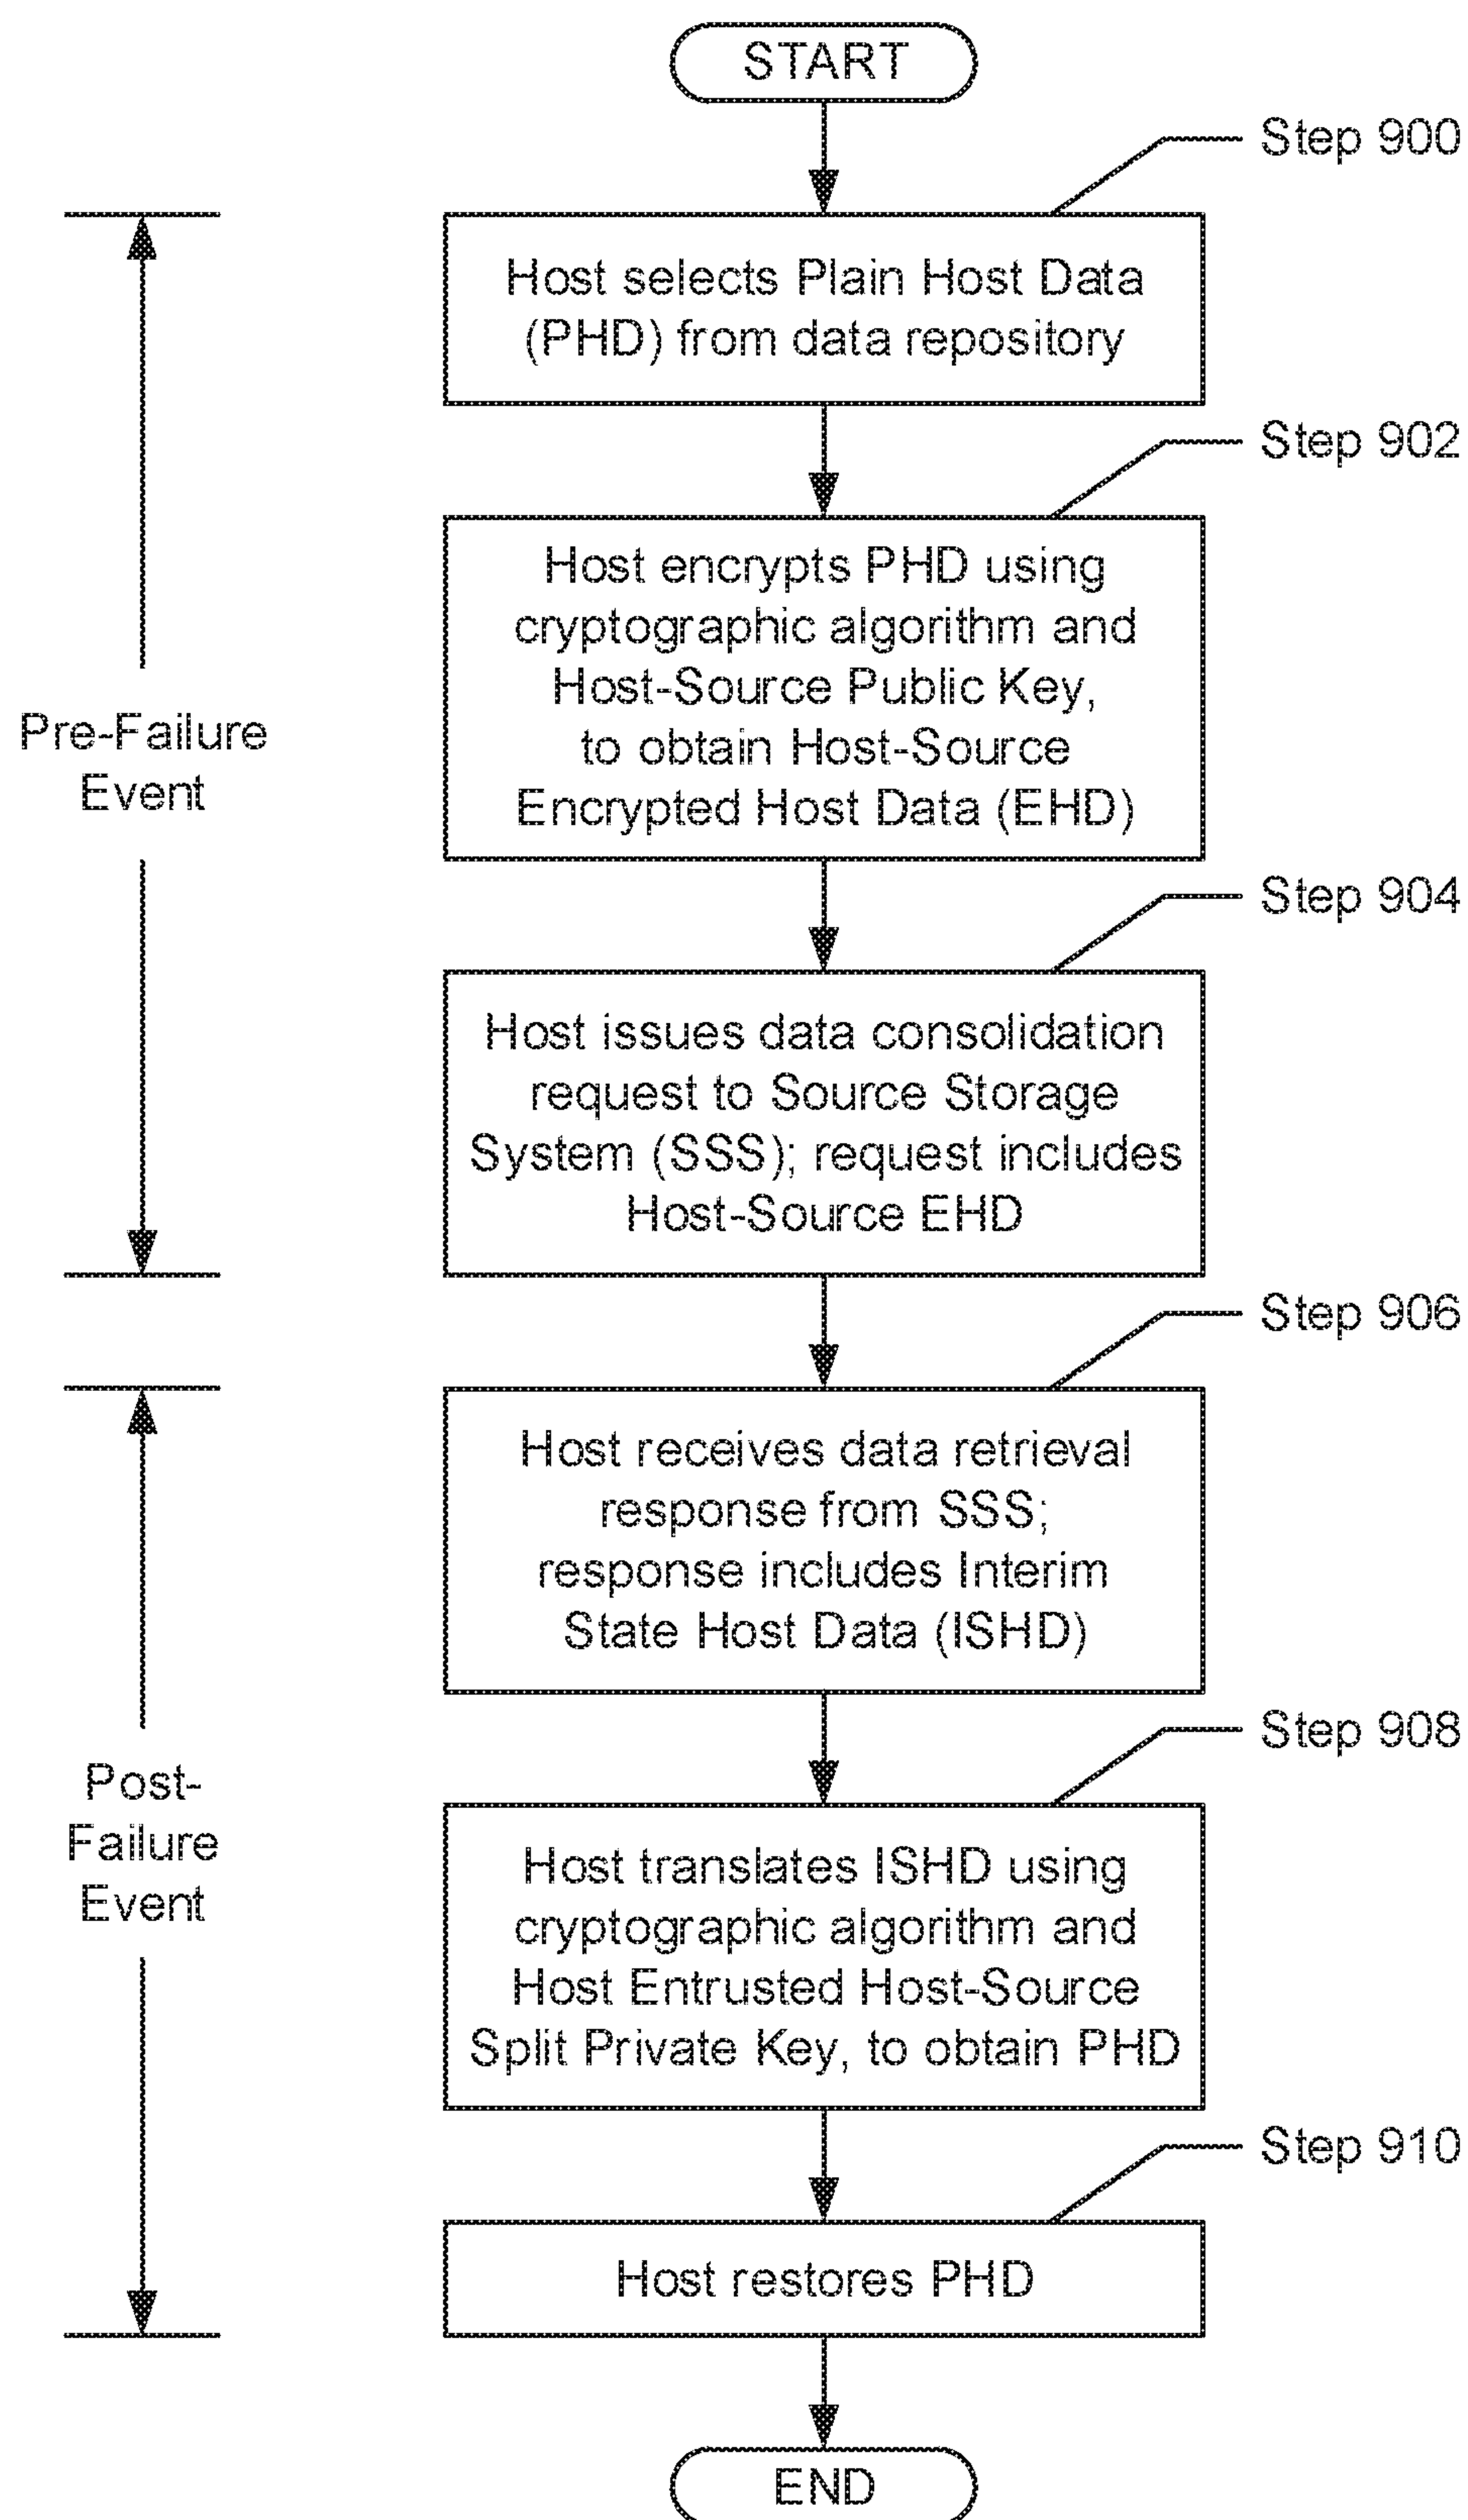 START
Step 900
Host selects Plain Host Data
(PHD) from data repository
Step 902
Host encrypts PHD using
cryptographic algorithm and
Host-Source Public Key,
to obtain Host-Source
Encrypted Host Data (EHD)
Pre-Failure
Event
Step 904
Host issues data consolidation
request to Source Storage
System (SSS); request includes
Host-Source EHD
Step 906
Host receives data retrieval
response from SSS;
response includes Interim
State Host Data (ISHD)
Step 908
Host translates ISHD using
cryptographic algorithm and
Host Entrusted Host-Source
Split Private Key, to obtain PHD
Post-
Failure
Event
Step 910
Host restores PHD
END